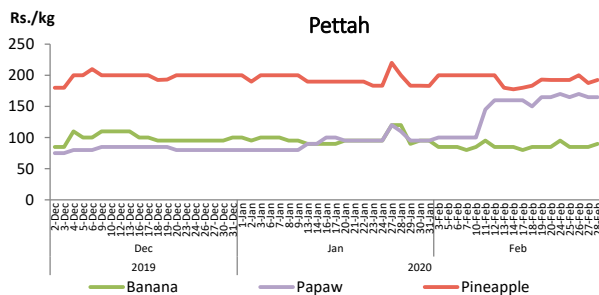 Rs./kg
Pettah
250
200
150
100
50
0
2-Dec
3-Dec
4-Dec
5-Dec
6-Dec
9-Dec
10-Dec
12-Dec
13-Dec
16-Dec
17-Dec
18-Dec
19-Dec
20-Dec
23-Dec
24-Dec
26-Dec
27-Dec
30-Dec
31-Dec
1-Jan
2-Jan
3-Jan
6-Jan
7-Jan
8-Jan
9-Jan
13-Jan
14-Jan
16-Jan
17-Jan
20-Jan
21-Jan
22-Jan
23-Jan
24-Jan
27-Jan
28-Jan
29-Jan
30-Jan
31-Jan
3-Feb
5-Feb
6-Feb
7-Feb
10-Feb
11-Feb
12-Feb
13-Feb
14-Feb
17-Feb
18-Feb
19-Feb
20-Feb
24-Feb
25-Feb
26-Feb
27-Feb
28-Feb
Dec
Jan
Feb
2019
2020
Banana
Papaw
Pineapple